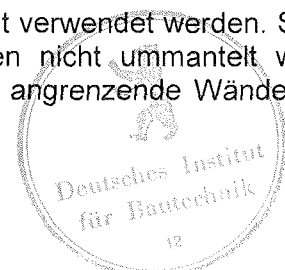 t verwendet werden. S
en nicht ummantelt w
angrenzende Wände
Deutsches Institut
für Bautechnik
12